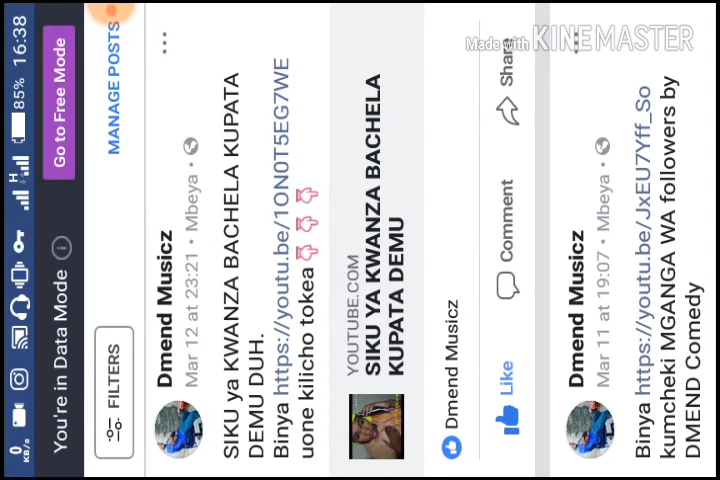 0 KB/s H 85% 16:38
You're in Data Mode Go to Free Mode
FILTERS MANAGE POSTS
Dmend Musicz
Mar 12 at 23:21 • Mbeya •
SIKU ya KWANZA BACHELA KUPATA
DEMU DUH.
Binya https://youtu.be/1ON0T5EG7WE
uone kilicho tokea👇👇👇
YOUTUBE.COM
SIKU YA KWANZA BACHELA
KUPATA DEMU
Dmend Musicz
Like Comment Share
Made with KINEMASTER
Dmend Musicz
Mar 11 at 19:07 • Mbeya •
Binya https://youtu.be/JxEU7Yff_So
kumcheki MGANGA WA followers by
DMEND Comedy